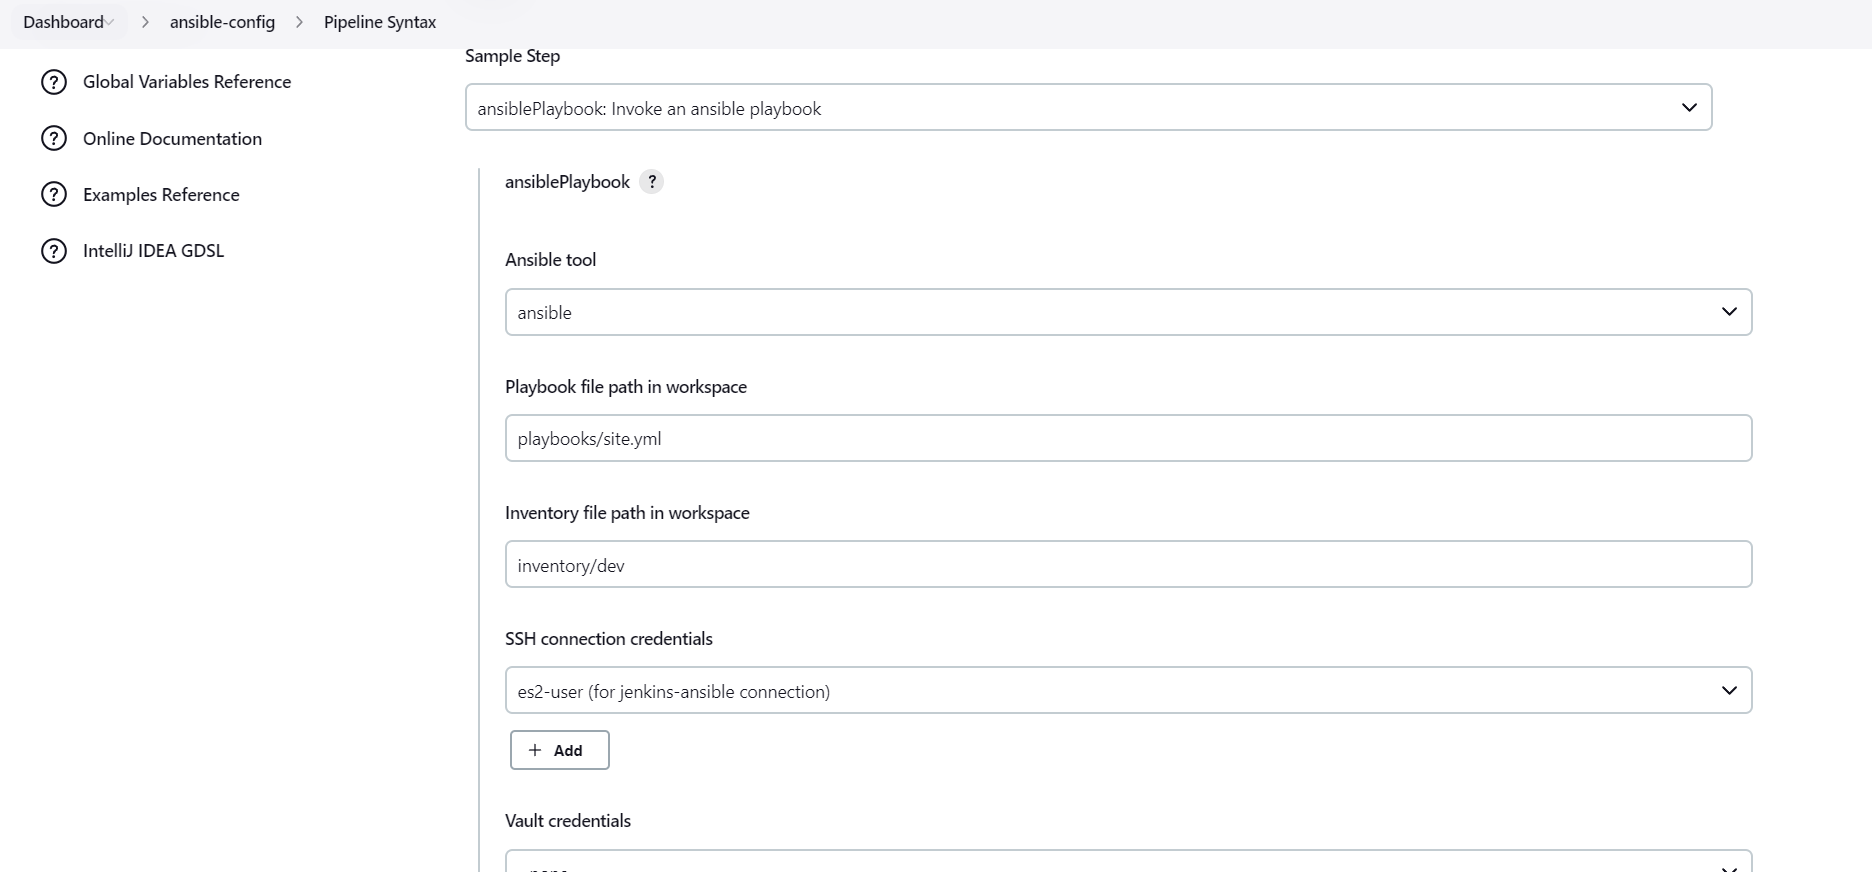 Dashboard > ansible-config > Pipeline Syntax
Global Variables Reference
Online Documentation
Examples Reference
IntelliJ IDEA GDSL
Sample Step
ansiblePlaybook: Invoke an ansible playbook
ansiblePlaybook ?
Ansible tool
ansible
Playbook file path in workspace
playbooks/site.yml
Inventory file path in workspace
inventory/dev
SSH connection credentials
es2-user (for jenkins-ansible connection)
+ Add
Vault credentials